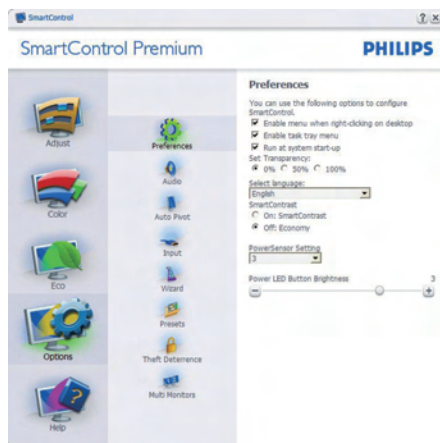 SmartControl
? x
SmartControl Premium
PHILIPS
Adjust
Color
Eco
Options
Help
Preferences
Audio
Auto Pivot
Input
Wizard
Presets
Theft Deterrence
Multi Monitors
Preferences
You can use the following options to configure
SmartControl.
Enable menu when right-clicking on desktop
Enable task tray menu
Run at system start-up
Set Transparency:
0% 50% 100%
Select language:
English
SmartContrast
On: SmartContrast
Off: Economy
PowerSensor Setting
3
Power LED Button Brightness 3